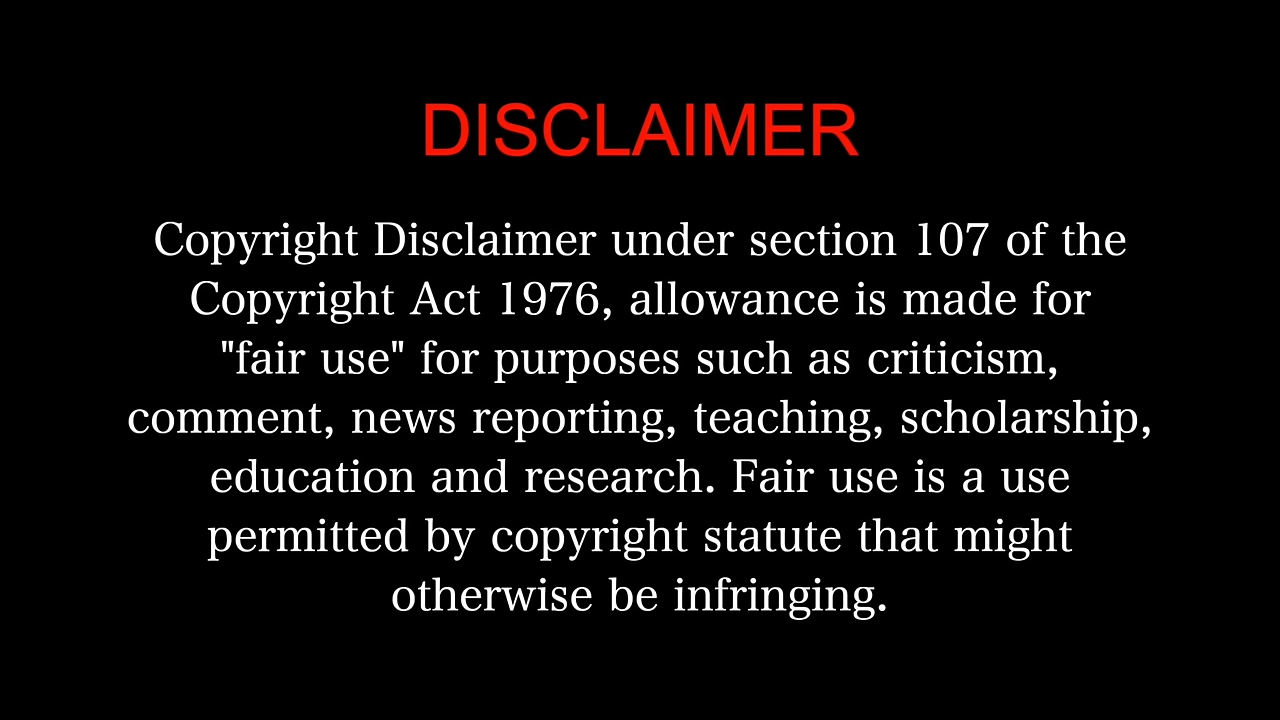 DISCLAIMER
Copyright Disclaimer under section 107 of the
Copyright Act 1976, allowance is made for
"fair use" for purposes such as criticism,
comment, news reporting, teaching, scholarship,
education and research. Fair use is a use
permitted by copyright statute that might
otherwise be infringing.